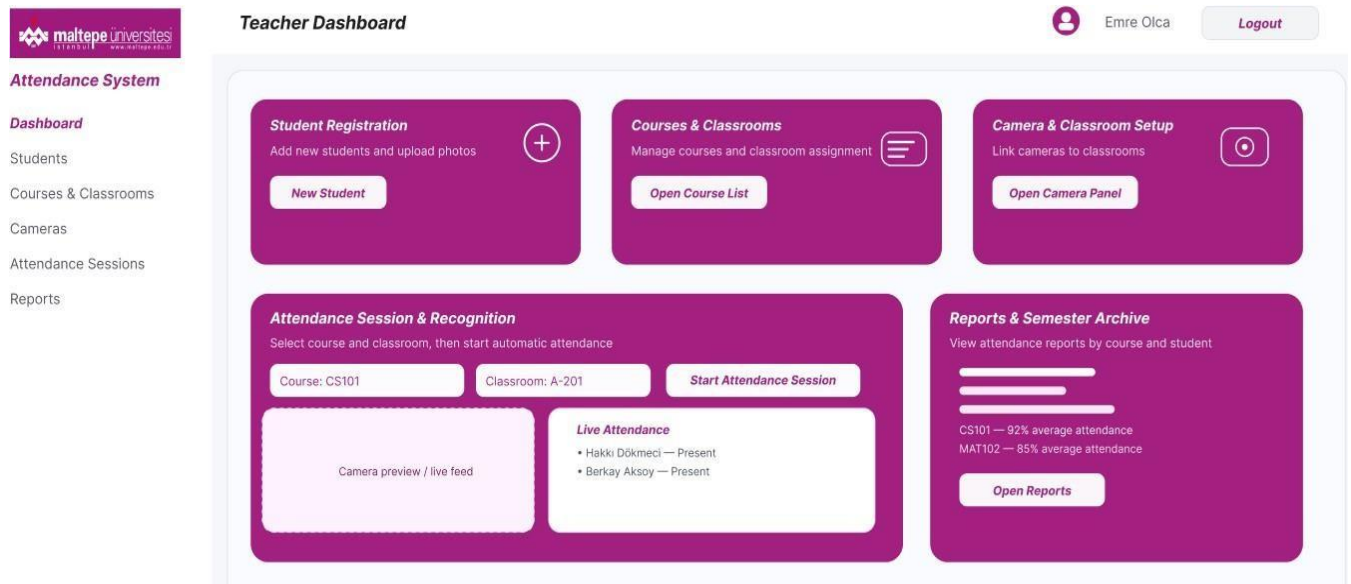 maltepe üniversitesi
istanbul www.maltepe.edu.tr
Attendance System
Dashboard
Students
Courses & Classrooms
Cameras
Attendance Sessions
Reports
Teacher Dashboard
Emre Olca
Logout
Student Registration
Add new students and upload photos
New Student
Courses & Classrooms
Manage courses and classroom assignment
Open Course List
Camera & Classroom Setup
Link cameras to classrooms
Open Camera Panel
Attendance Session & Recognition
Select course and classroom, then start automatic attendance
Course: CS101
Classroom: A-201
Start Attendance Session
Camera preview / live feed
Live Attendance
• Hakkı Dökmeci — Present
• Berkay Aksoy — Present
Reports & Semester Archive
View attendance reports by course and student
CS101 — 92% average attendance
MAT102 — 85% average attendance
Open Reports